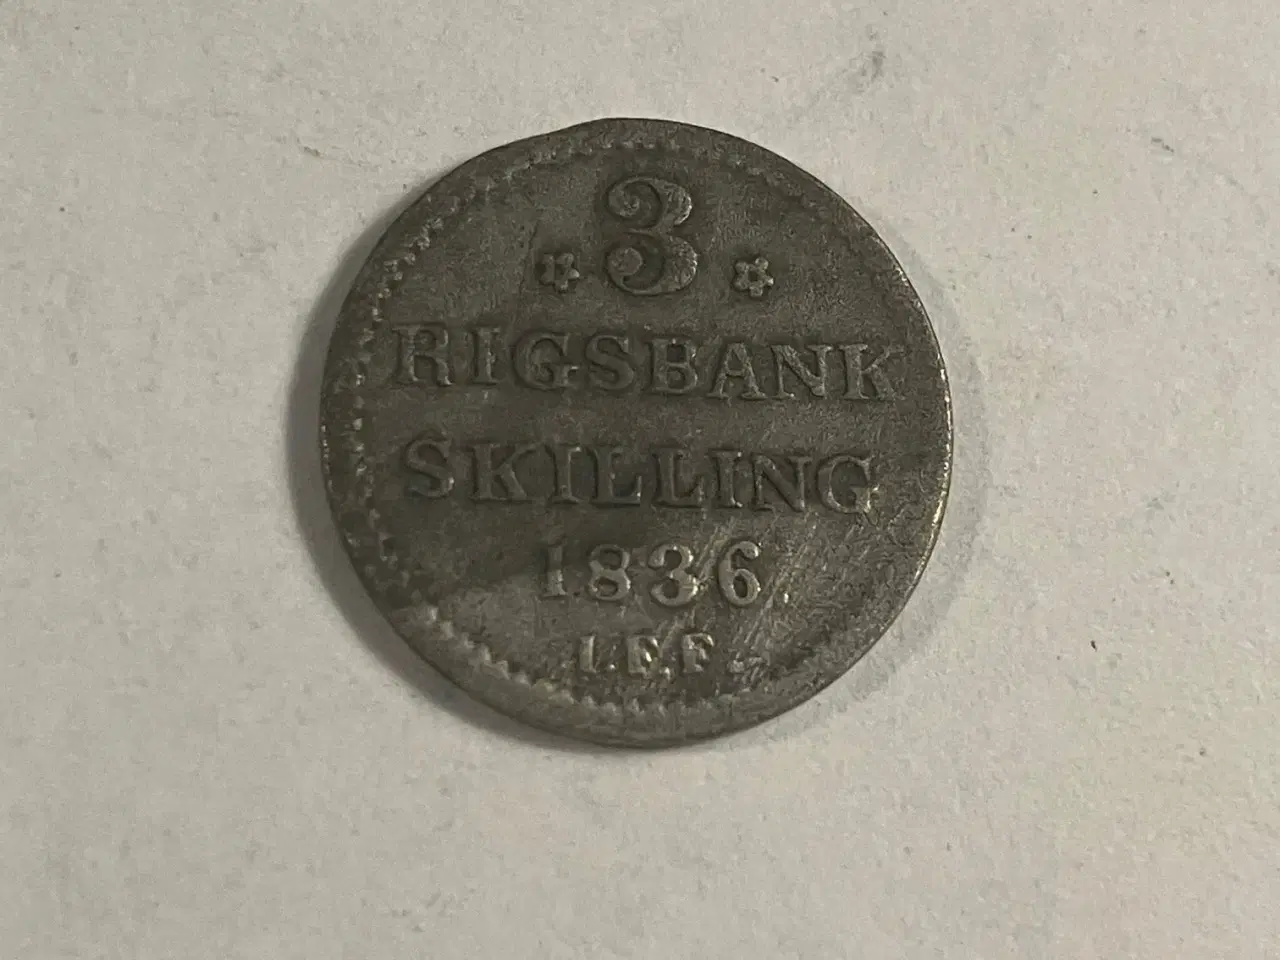 * 3 *
RIGSBANK
SKILLING
1836.
I.F.F.